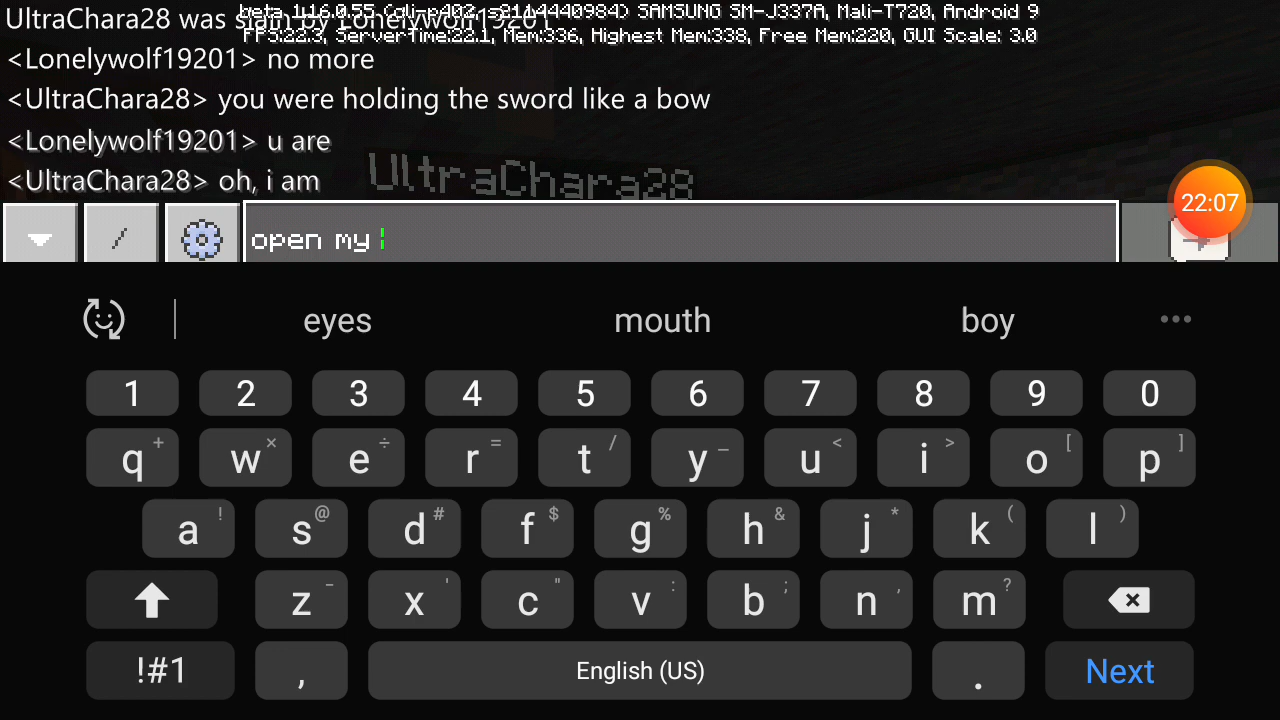 UltraChara28 was slain by Lonelywolf19201
beta 1.16.0.55 SAMSUNG SM-J337A, Mali-T720, Android 9
FPS:22.3, ServerTime:22.1, Mem:336, Highest Mem:338, Free Mem:220, GUI Scale: 3.0
<Lonelywolf19201> no more
<UltraChara28> you were holding the sword like a bow
<Lonelywolf19201> u are
<UltraChara28> oh, i am
UltraChara28
/ open my 22:07
eyes mouth boy
1 2 3 4 5 6 7 8 9 0
q + w × e ÷ r = t / y _ u < i > o [ p ]
a ! s @ d # f $ g % h & j * k ( l )
z - x ' c " v : b ; n , m ?
!#1 , English (US) . Next